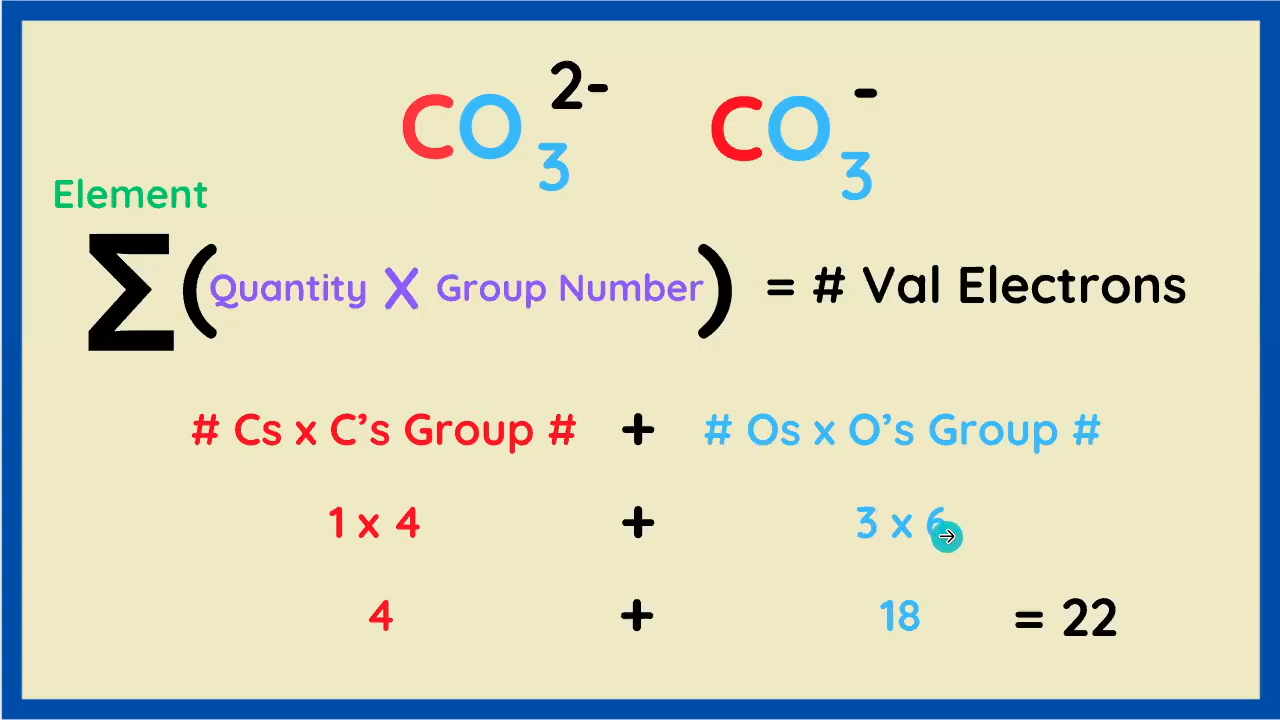 CO3 2- CO3 -
Element
Σ(Quantity X Group Number) = # Val Electrons
# Cs x C’s Group # + # Os x O’s Group #
1 x 4 + 3 x 6
4 + 18 = 22